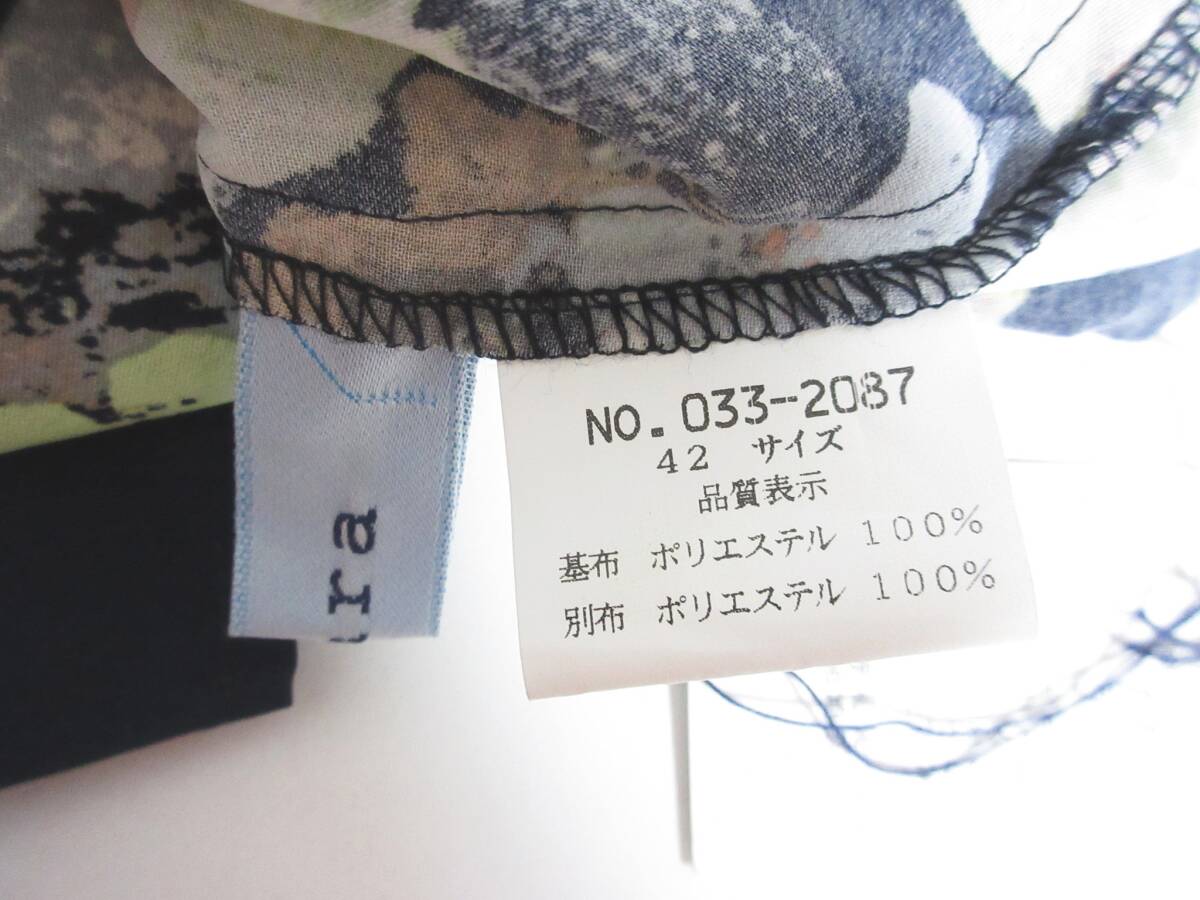 NO.033-2087
42 サイズ
品質表示
基布 ポリエステル 100%
別布 ポリエステル 100%
ura